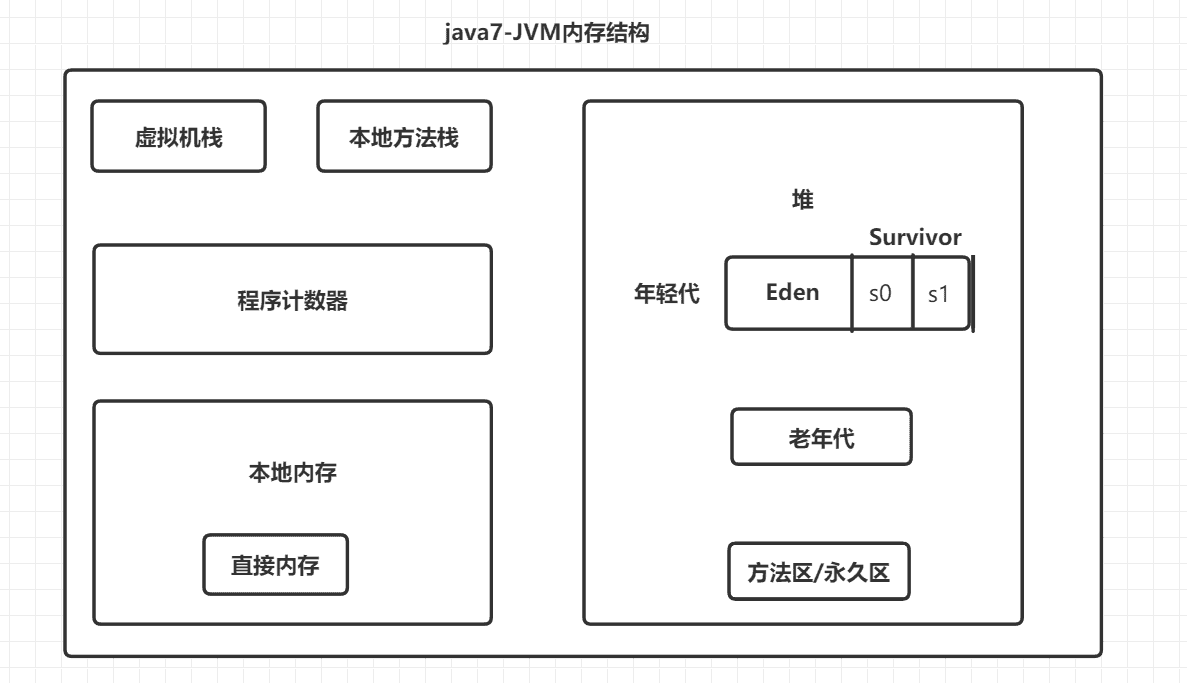 java7-JVM内存结构
虚拟机栈
本地方法栈
程序计数器
本地内存
直接内存
堆
Survivor
年轻代
Eden
s0
s1
老年代
方法区/永久区